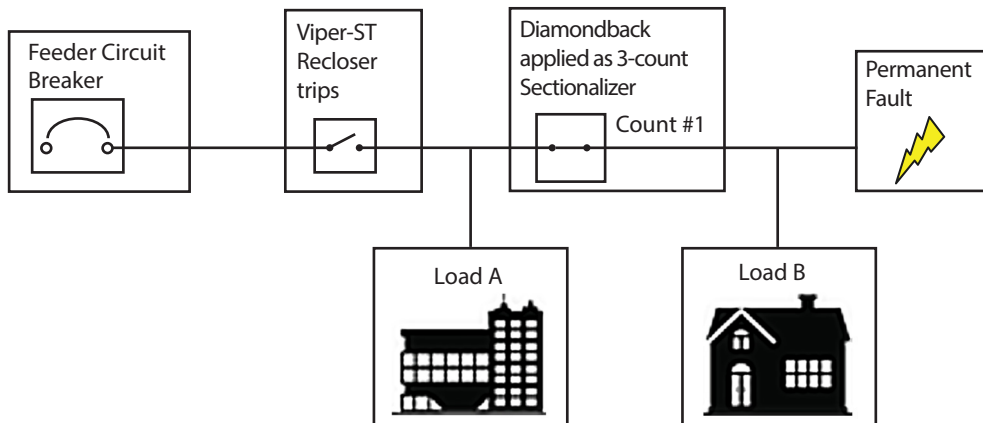 Feeder Circuit
Breaker
Viper-ST
Recloser
trips
Diamondback
applied as 3-count
Sectionalizer
Count #1
Permanent
Fault
Load A
Load B